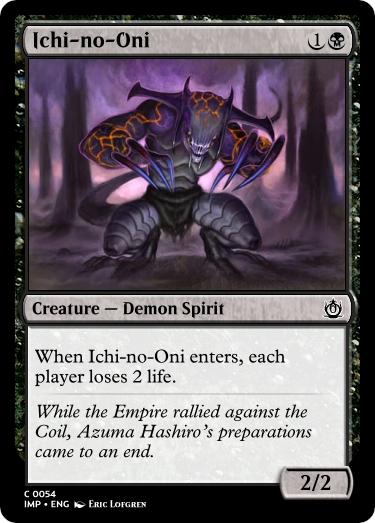 Ichi-no-Oni 1
Creature — Demon Spirit
When Ichi-no-Oni enters, each
player loses 2 life.
While the Empire rallied against the
Coil, Azuma Hashiro's preparations
came to an end.
2/2
C 0054
IMP • ENG Eric Lofgren